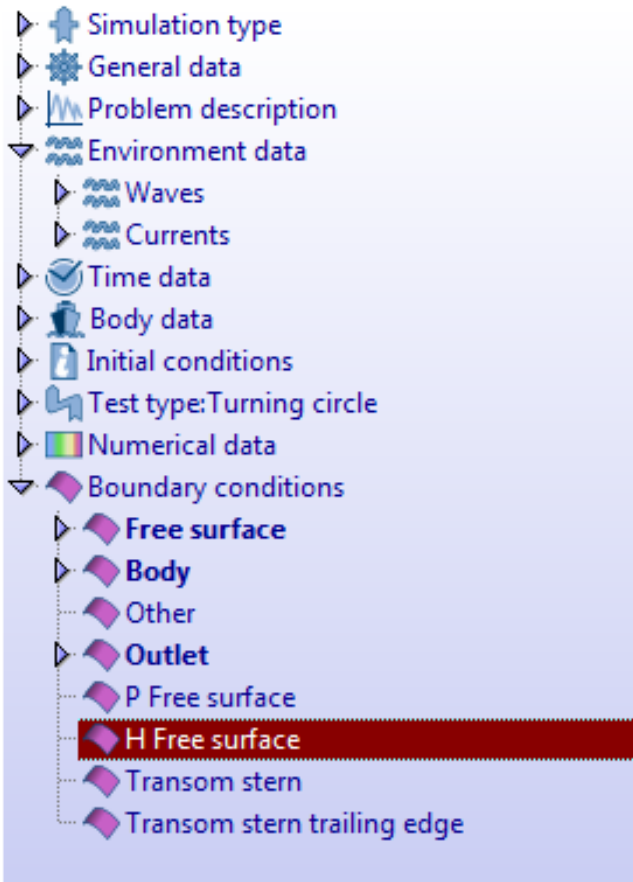 Simulation type
General data
Problem description
Environment data
Waves
Currents
Time data
Body data
Initial conditions
Test type:Turning circle
Numerical data
Boundary conditions
Free surface
Body
Other
Outlet
P Free surface
H Free surface
Transom stern
Transom stern trailing edge